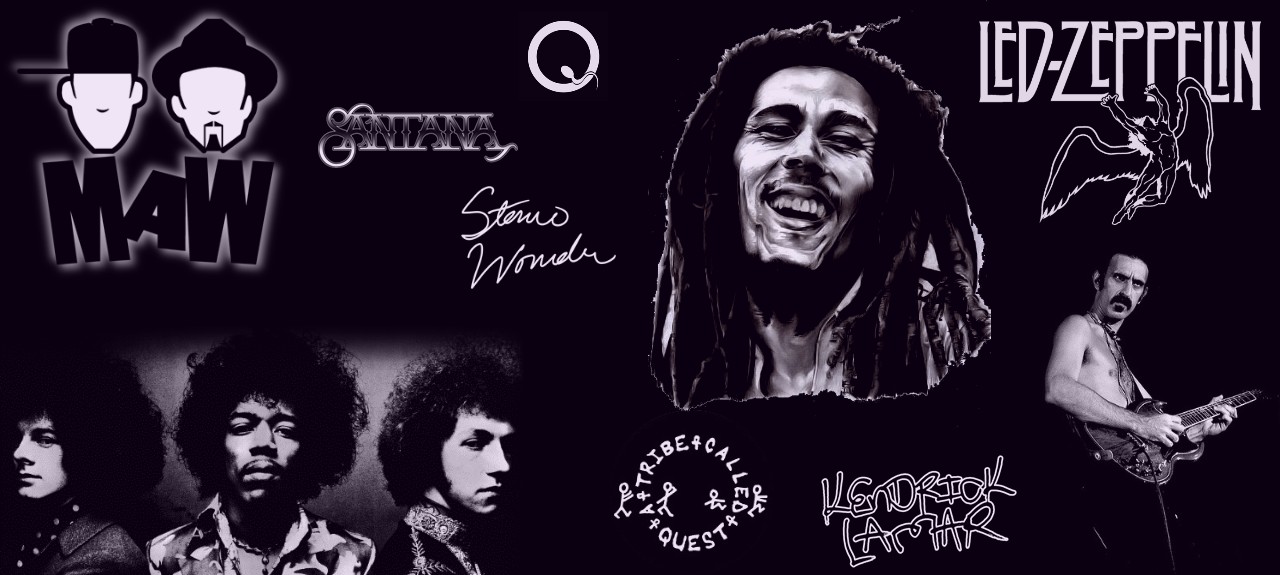 MAW
SANTANA
Q
Stevie
Wonder
LED-ZEPPELIN
A TRIBE CALLED
QUEST
KENDRICK
LAMAR